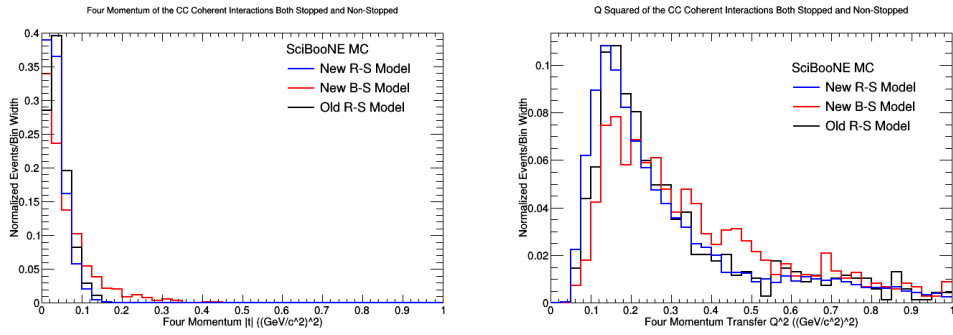 Four Momentum of the CC Coherent Interactions Both Stopped and Non-Stopped
Normalized Events/Bin Width
0.4
0.35
0.3
0.25
0.2
0.15
0.1
0.05
0
SciBooNE MC
New R-S Model
New B-S Model
Old R-S Model
0 0.1 0.2 0.3 0.4 0.5 0.6 0.7 0.8 0.9 1
Four Momentum |t| ((GeV/c^2)^2)
Q Squared of the CC Coherent Interactions Both Stopped and Non-Stopped
Normalized Events/Bin Width
0.1
0.08
0.06
0.04
0.02
0
SciBooNE MC
New R-S Model
New B-S Model
Old R-S Model
0 0.1 0.2 0.3 0.4 0.5 0.6 0.7 0.8 0.9 1
Four Momentum Transfer Q^2 ((GeV/c^2)^2)